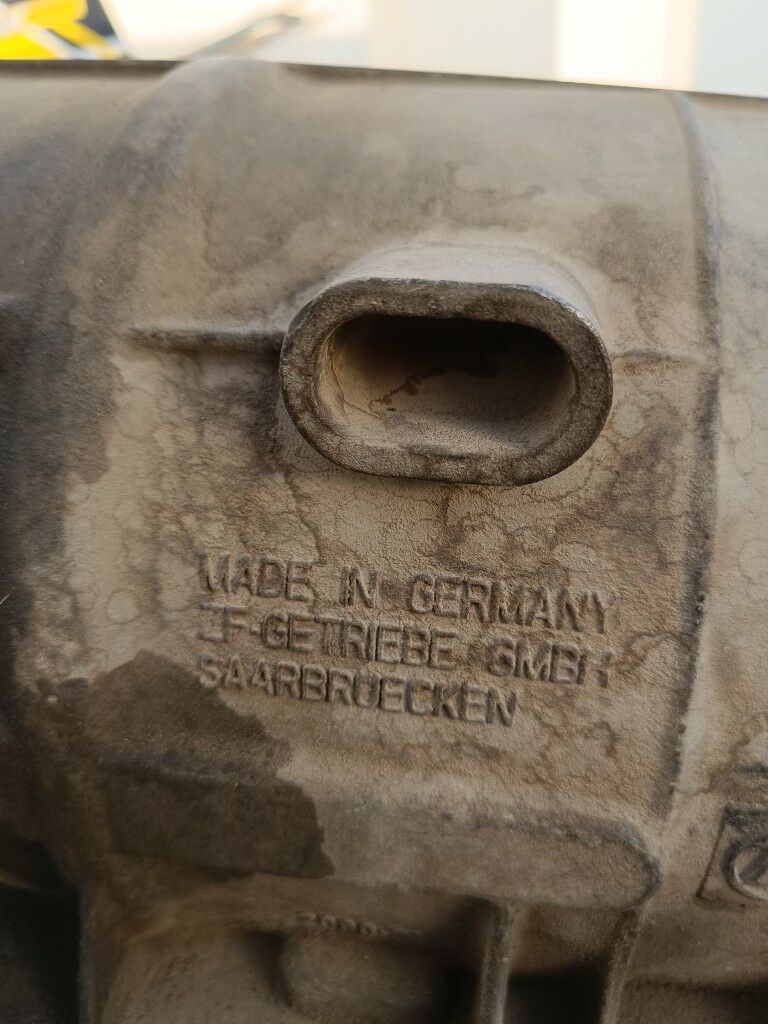 MADE IN GERMANY
ZF-GETRIEBE GMBH
SAARBRUECKEN